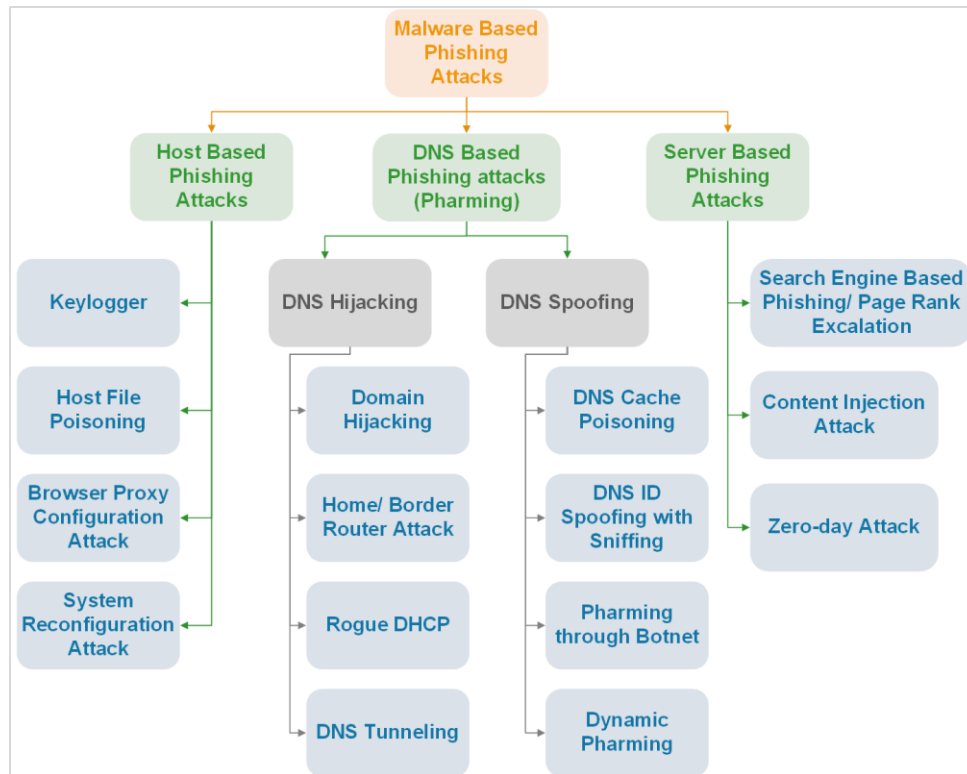 Malware Based
Phishing
Attacks
Host Based
Phishing
Attacks
DNS Based
Phishing attacks
(Pharming)
Server Based
Phishing
Attacks
Keylogger
DNS Hijacking
DNS Spoofing
Search Engine Based
Phishing/ Page Rank
Excalation
Host File
Poisoning
Domain
Hijacking
DNS Cache
Poisoning
Content Injection
Attack
Browser Proxy
Configuration
Attack
Home/ Border
Router Attack
DNS ID
Spoofing with
Sniffing
Zero-day Attack
System
Reconfiguration
Attack
Rogue DHCP
Pharming
through Botnet
DNS Tunneling
Dynamic
Pharming